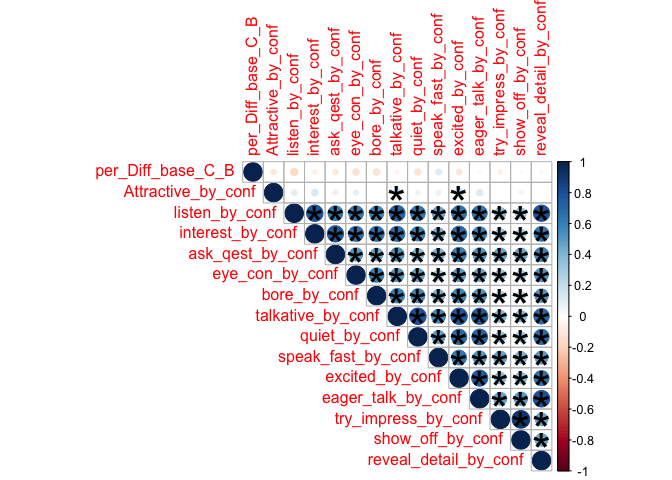 per_Diff_base_C_B
Attractive_by_conf
listen_by_conf
interest_by_conf
ask_qest_by_conf
eye_con_by_conf
bore_by_conf
talkative_by_conf
quiet_by_conf
speak_fast_by_conf
excited_by_conf
eager_talk_by_conf
try_impress_by_conf
show_off_by_conf
reveal_detail_by_conf
per_Diff_base_C_B
Attractive_by_conf
listen_by_conf
interest_by_conf
ask_qest_by_conf
eye_con_by_conf
bore_by_conf
talkative_by_conf
quiet_by_conf
speak_fast_by_conf
excited_by_conf
eager_talk_by_conf
try_impress_by_conf
show_off_by_conf
reveal_detail_by_conf
1
0.8
0.6
0.4
0.2
0
-0.2
-0.4
-0.6
-0.8
-1